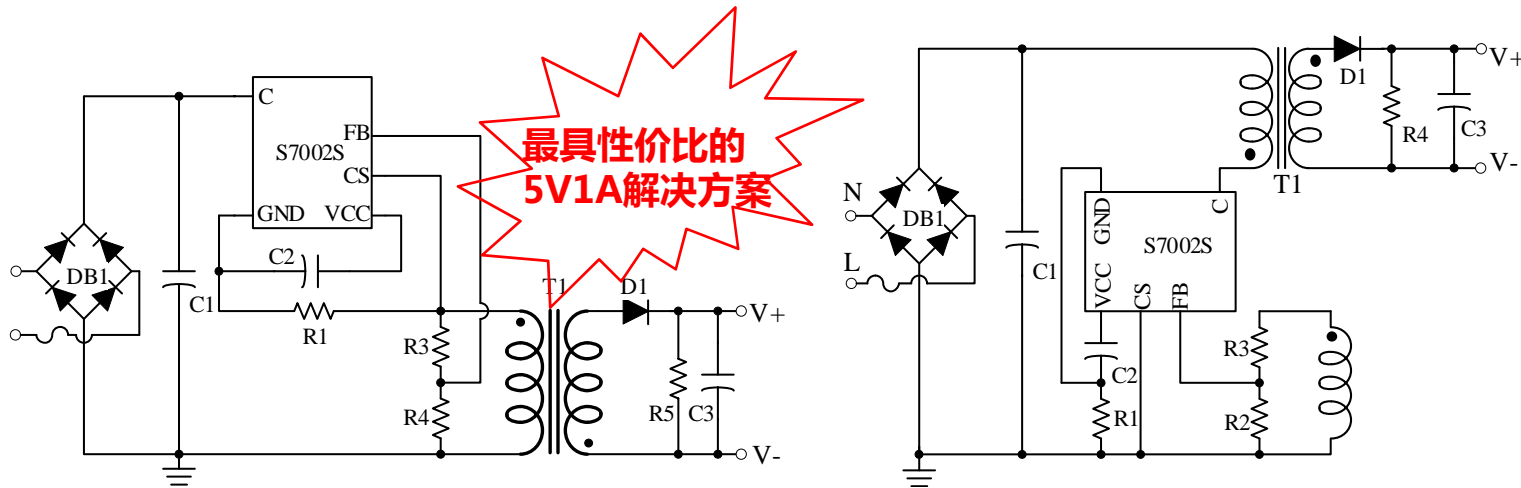 C
FB
S7002S
CS
GND
VCC
C2
DB1
C1
R1
R3
R4
T1
D1
V+
R5
C3
V-
最具性价比的
5V1A解决方案
V+
D1
R4
C3
V-
T1
N
DB1
L
C1
GND
C
S7002S
VCC
CS
FB
C2
R3
R1
R2